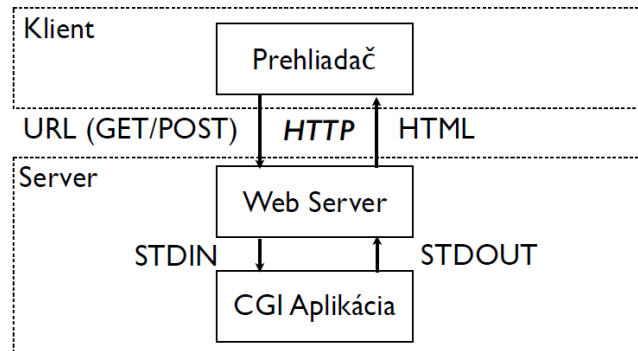 Klient
Prehliadač
URL (GET/POST) HTTP HTML
Server
Web Server
STDIN STDOUT
CGI Aplikácia